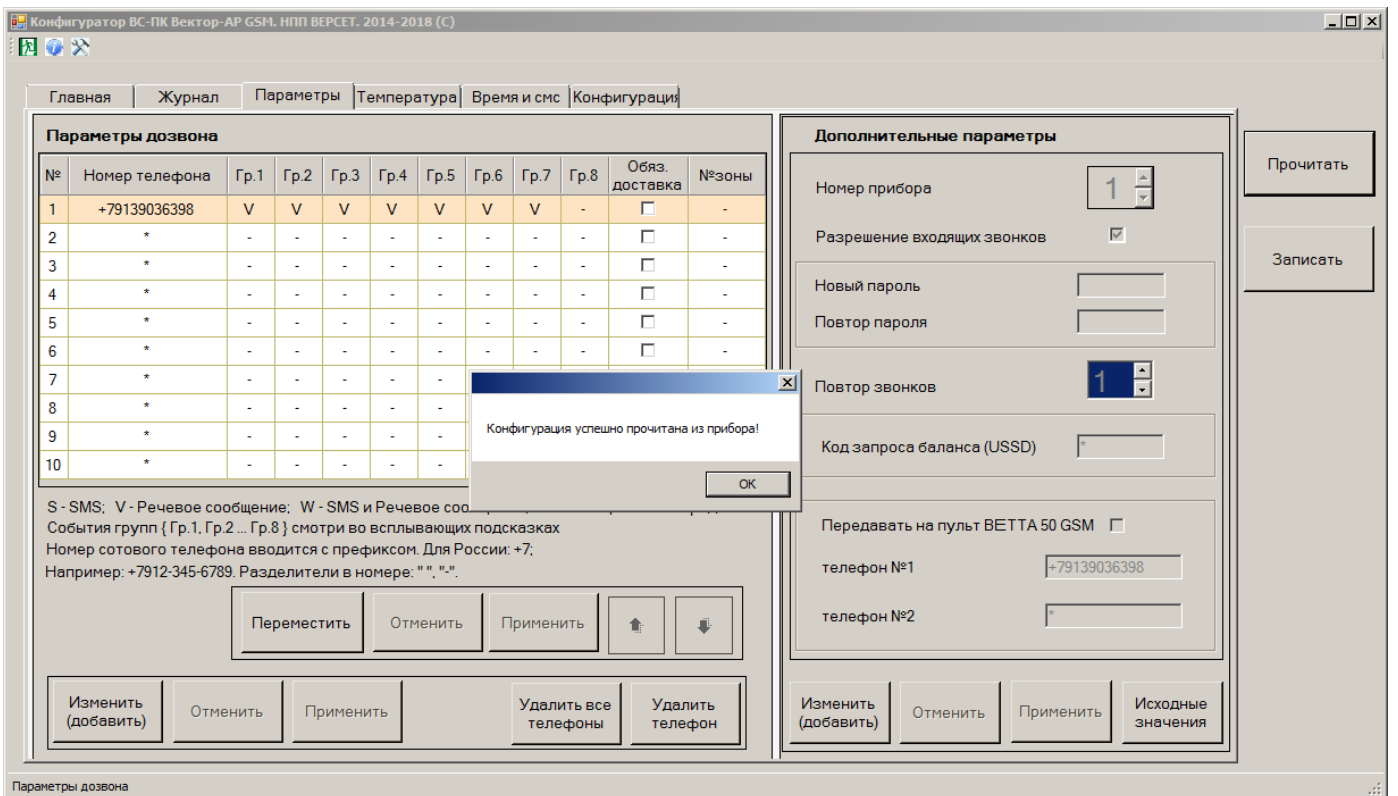 Конфигуратор ВС-ПК Вектор-АР GSM. НПП ВЕРСЕТ. 2014-2018 (C)
Главная Журнал Параметры Температура Время и смс Конфигурация
Параметры дозвона
№ Номер телефона Гр.1 Гр.2 Гр.3 Гр.4 Гр.5 Гр.6 Гр.7 Гр.8 Обяз. доставка №зоны
1 +79139036398 V V V V V V V - -
2 * - - - - - - - - -
3 * - - - - - - - - -
4 * - - - - - - - - -
5 * - - - - - - - - -
6 * - - - - - - - - -
7 * - - - - -
8 * - - - - -
9 * - - - - -
10 * - - - - -
S - SMS; V - Речевое сообщение; W - SMS и Речевое соо
События групп { Гр.1, Гр.2 ... Гр.8 } смотри во всплывающих подсказках
Номер сотового телефона вводится с префиксом. Для России: +7;
Например: +7912-345-6789. Разделители в номере: " ", "-".
Переместить Отменить Применить
Изменить (добавить) Отменить Применить Удалить все телефоны Удалить телефон
Конфигурация успешно прочитана из прибора!
OK
Дополнительные параметры
Номер прибора 1
Разрешение входящих звонков
Новый пароль
Повтор пароля
Повтор звонков 1
Код запроса баланса (USSD) *
Передавать на пульт BETTA 50 GSM
телефон №1 +79139036398
телефон №2 *
Изменить (добавить) Отменить Применить Исходные значения
Прочитать
Записать
Параметры дозвона